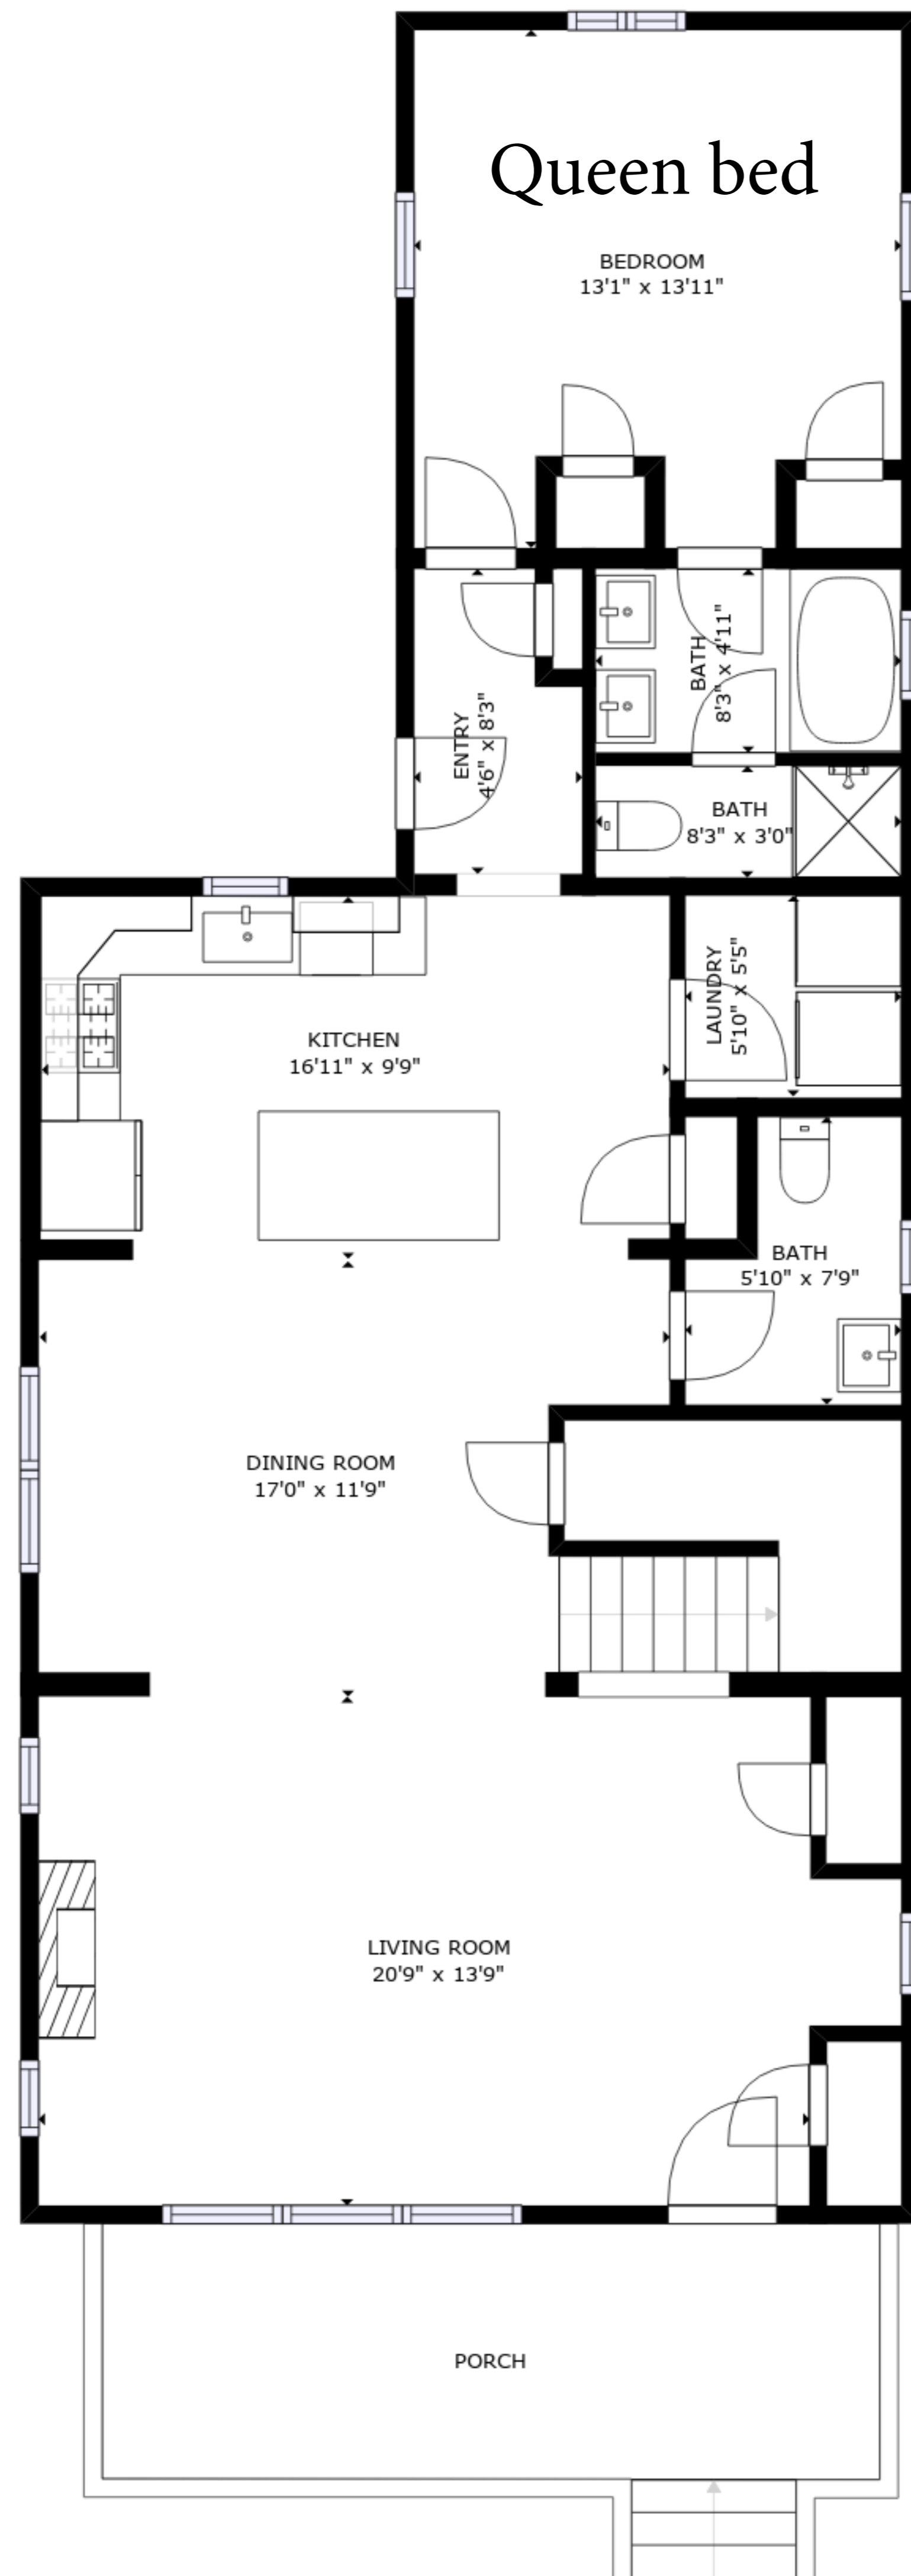 Queen bed
BEDROOM
13'1" x 13'11"
BATH
8'3" x 4'11"
ENTRY
4'6" x 8'3"
BATH
8'3" x 3'0"
LAUNDRY
5'10" x 5'5"
KITCHEN
16'11" x 9'9"
BATH
5'10" x 7'9"
DINING ROOM
17'0" x 11'9"
LIVING ROOM
20'9" x 13'9"
PORCH